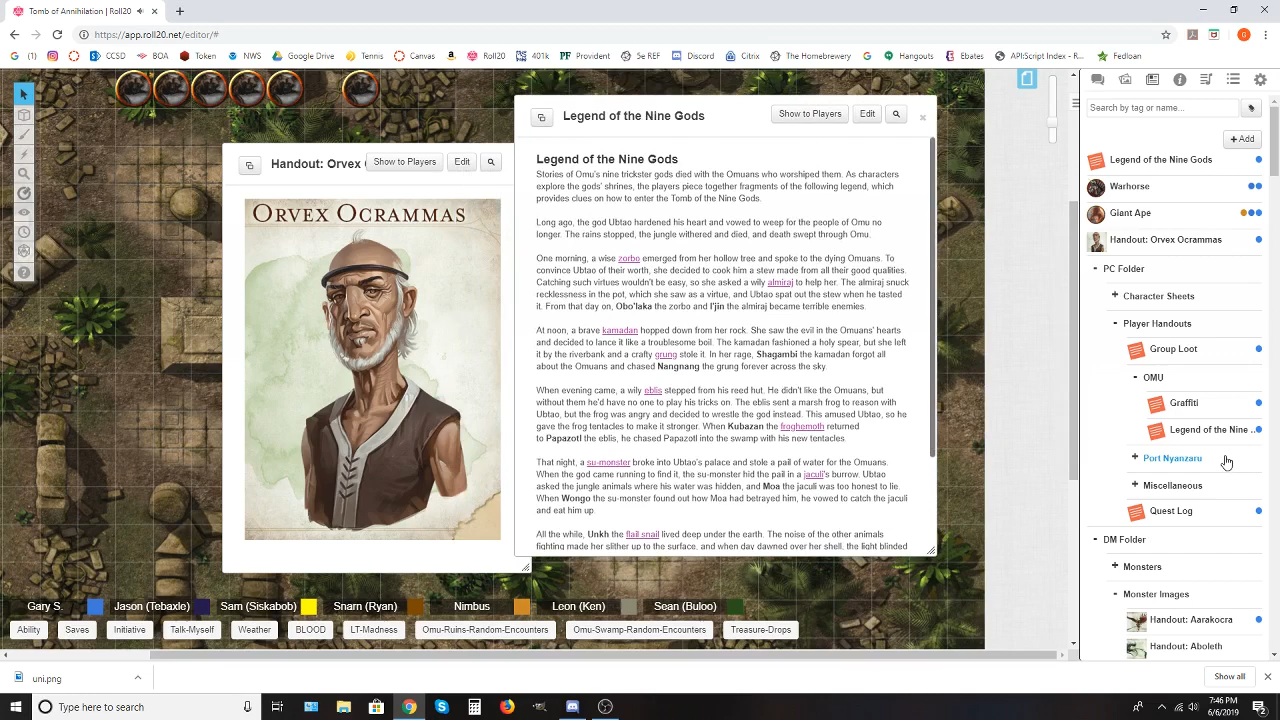 Tomb of Annihilation | Roll20
https://app.roll20.net/editor/#
G (1) Facebook CCSD BOA Token NWS Google Drive Tennis Canvas Roll20 401k Provident Se REF Discord Citrix The Homebrewery Hangouts Ebates APIScript Index - R... Fedloan
Handout: Orvex
Show to Players Edit
ORVEX OCRAMMAS
Legend of the Nine Gods
Show to Players Edit
Legend of the Nine Gods
Stories of Omu's nine trickster gods died with the Omuans who worshiped them. As characters
explore the gods' shrines, the players piece together fragments of the following legend, which
provides clues on how to enter the Tomb of the Nine Gods.
Long ago, the god Ubtao hardened his heart and vowed to weep for the people of Omu no
longer. The rains stopped, the jungle withered and died, and death swept through Omu.
One morning, a wise zorbo emerged from her hollow tree and spoke to the dying Omuans. To
convince Ubtao of their worth, she decided to cook him a stew made from all their good qualities.
Catching such virtues wouldn't be easy, so she asked a wily almiraj to help her. The almiraj snuck
recklessness in the pot, which she saw as a virtue, and Ubtao spat out the stew when he tasted
it. From that day on, Obo'laka the zorbo and I'jin the almiraj became terrible enemies.
At noon, a brave kamadan hopped down from her rock. She saw the evil in the Omuans' hearts
and decided to lance it like a troublesome boil. The kamadan fashioned a holy spear, but she left
it by the riverbank and a crafty grung stole it. In her rage, Shagambi the kamadan forgot all
about the Omuans and chased Nangnang the grung forever across the sky.
When evening came, a wily eblis stepped from his reed hut. He didn't like the Omuans, but
without them he'd have no one to play his tricks on. The eblis sent a marsh frog to reason with
Ubtao, but the frog was angry and decided to wrestle the god instead. This amused Ubtao, so he
gave the frog tentacles to make it stronger. When Kubazan the froghemoth returned
to Papazotl the eblis, he chased Papazotl into the swamp with his new tentacles.
That night, a su-monster broke into Ubtao's palace and stole a pail of water for the Omuans.
When the god came running to find it, the su-monster hid the pail in a jaculi's burrow. Ubtao
asked the jungle animals where his water was hidden, and Moa the jaculi was too honest to lie.
When Wongo the su-monster found out how Moa had betrayed him, he vowed to catch the jaculi
and eat him up.
All the while, Unkh the flail snail lived deep under the earth. The noise of the other animals
fighting made her slither up to the surface, and when day dawned over her shell, the light blinded
Search by tag or name...
+ Add
Legend of the Nine Gods
Warhorse
Giant Ape
Handout: Orvex Ocrammas
PC Folder
Character Sheets
Player Handouts
Group Loot
OMU
Graffiti
Legend of the Nine ...
Port Nyanzaru
Miscellaneous
Quest Log
DM Folder
Monsters
Monster Images
Handout: Aarakocra
Handout: Aboleth
Gary S. Jason (Tebaxle) Sam (Siskabob) Snarn (Ryan) Nimbus Leon (Ken) Sean (Buloo)
Ability Saves Initiative Talk-Myself Weather BLOOD LT-Madness Omu-Ruins-Random-Encounters Omu-Swamp-Random-Encounters Treasure-Drops
uni.png
Show all
Type here to search
7:46 PM
6/6/2019